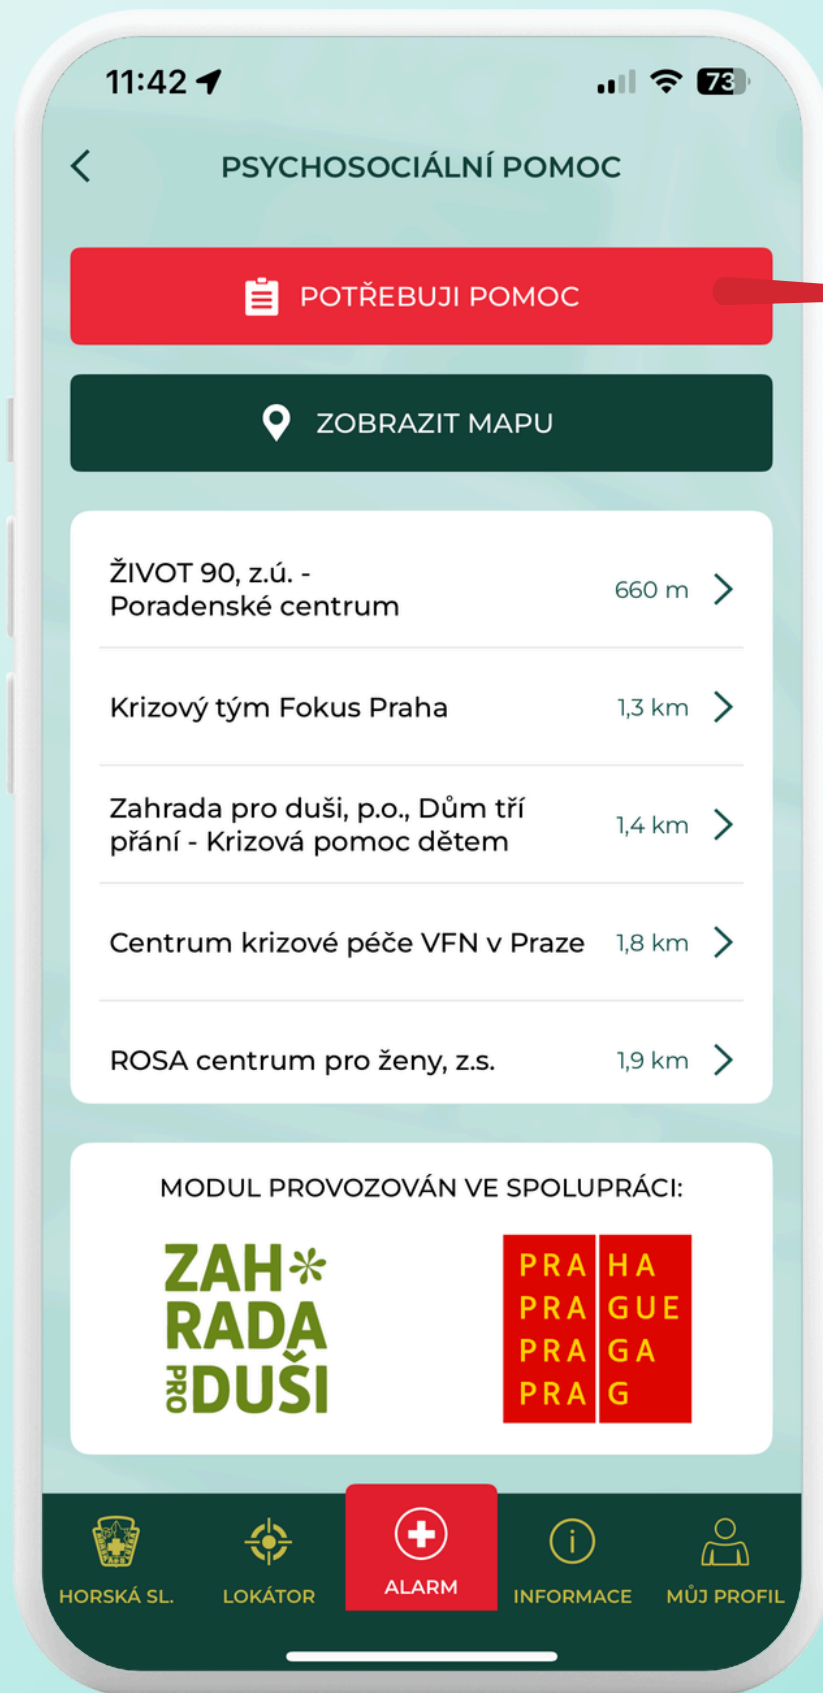 11:42
73
PSYCHOSOCIÁLNÍ POMOC
POTŘEBUJI POMOC
ZOBRAZIT MAPU
ŽIVOT 90, z.ú. -
Poradenské centrum
660 m
Krizový tým Fokus Praha
1,3 km
Zahrada pro duši, p.o., Dům tří
přání - Krizová pomoc dětem
1,4 km
Centrum krizové péče VFN v Praze
1,8 km
ROSA centrum pro ženy, z.s.
1,9 km
MODUL PROVOZOVÁN VE SPOLUPRÁCI:
ZAH*
RADA
PRO DUŠI
PRA HA
PRA GUE
PRA GA
PRA G
HORSKÁ SL.
LOKÁTOR
ALARM
INFORMACE
MŮJ PROFIL